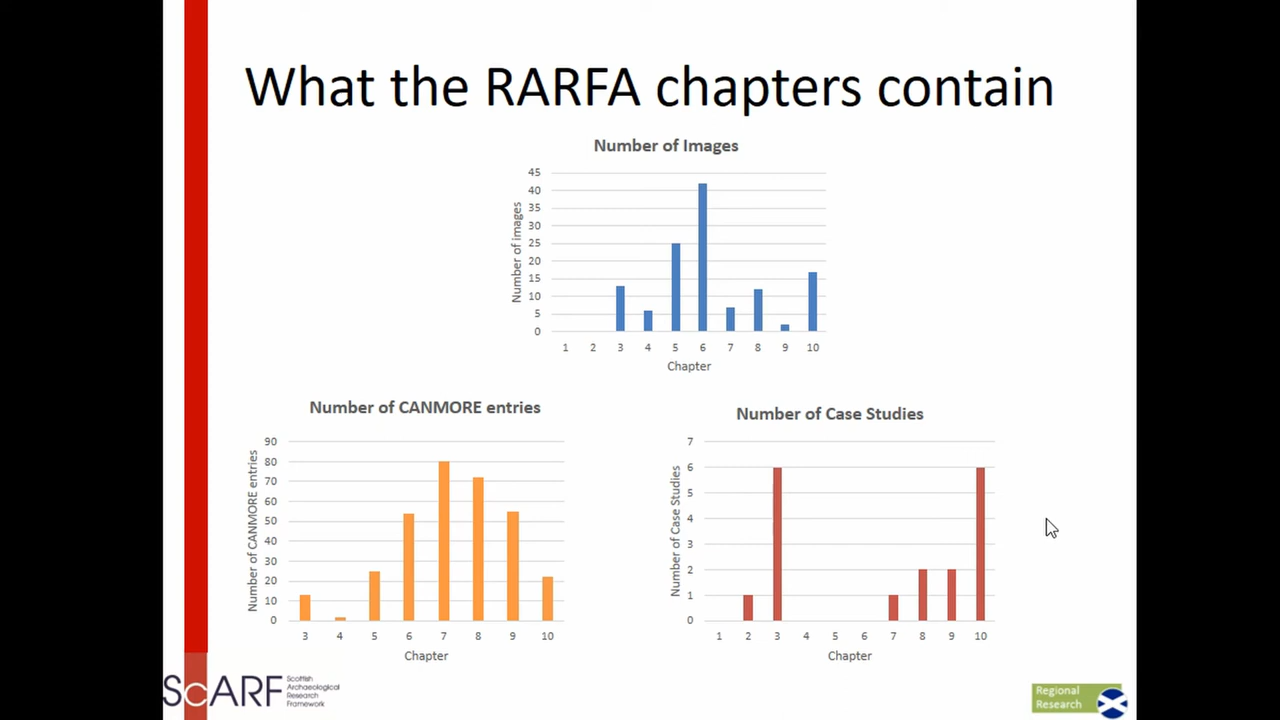 What the RARFA chapters contain
Number of Images
Number of images
45
40
35
30
25
20
15
10
5
0
1 2 3 4 5 6 7 8 9 10
Chapter
Number of CANMORE entries
Number of CANMORE entries
90
80
70
60
50
40
30
20
10
0
3 4 5 6 7 8 9 10
Chapter
Number of Case Studies
Number of Case Studies
7
6
5
4
3
2
1
0
1 2 3 4 5 6 7 8 9 10
Chapter
ScARF
Scottish
Archaeological
Research
Framework
Regional
Research